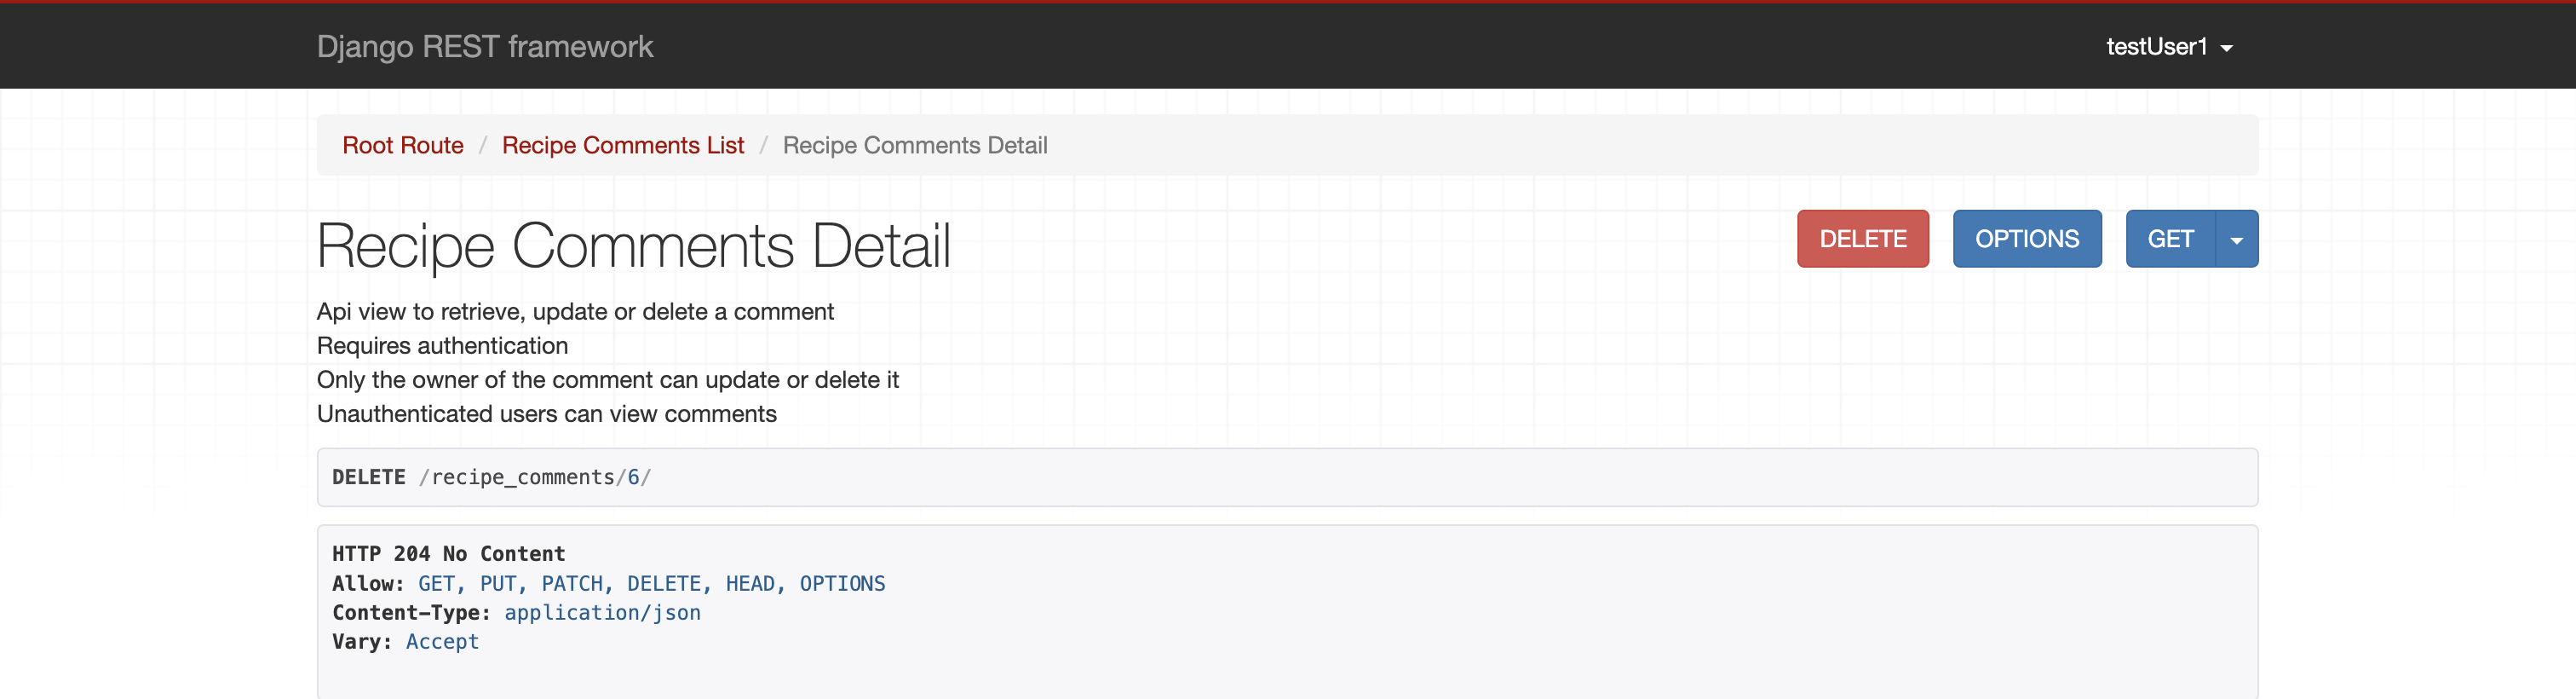 Django REST framework
testUser1
Root Route / Recipe Comments List / Recipe Comments Detail
Recipe Comments Detail
DELETE
OPTIONS
GET
Api view to retrieve, update or delete a comment
Requires authentication
Only the owner of the comment can update or delete it
Unauthenticated users can view comments
DELETE /recipe_comments/6/
HTTP 204 No Content
Allow: GET, PUT, PATCH, DELETE, HEAD, OPTIONS
Content-Type: application/json
Vary: Accept